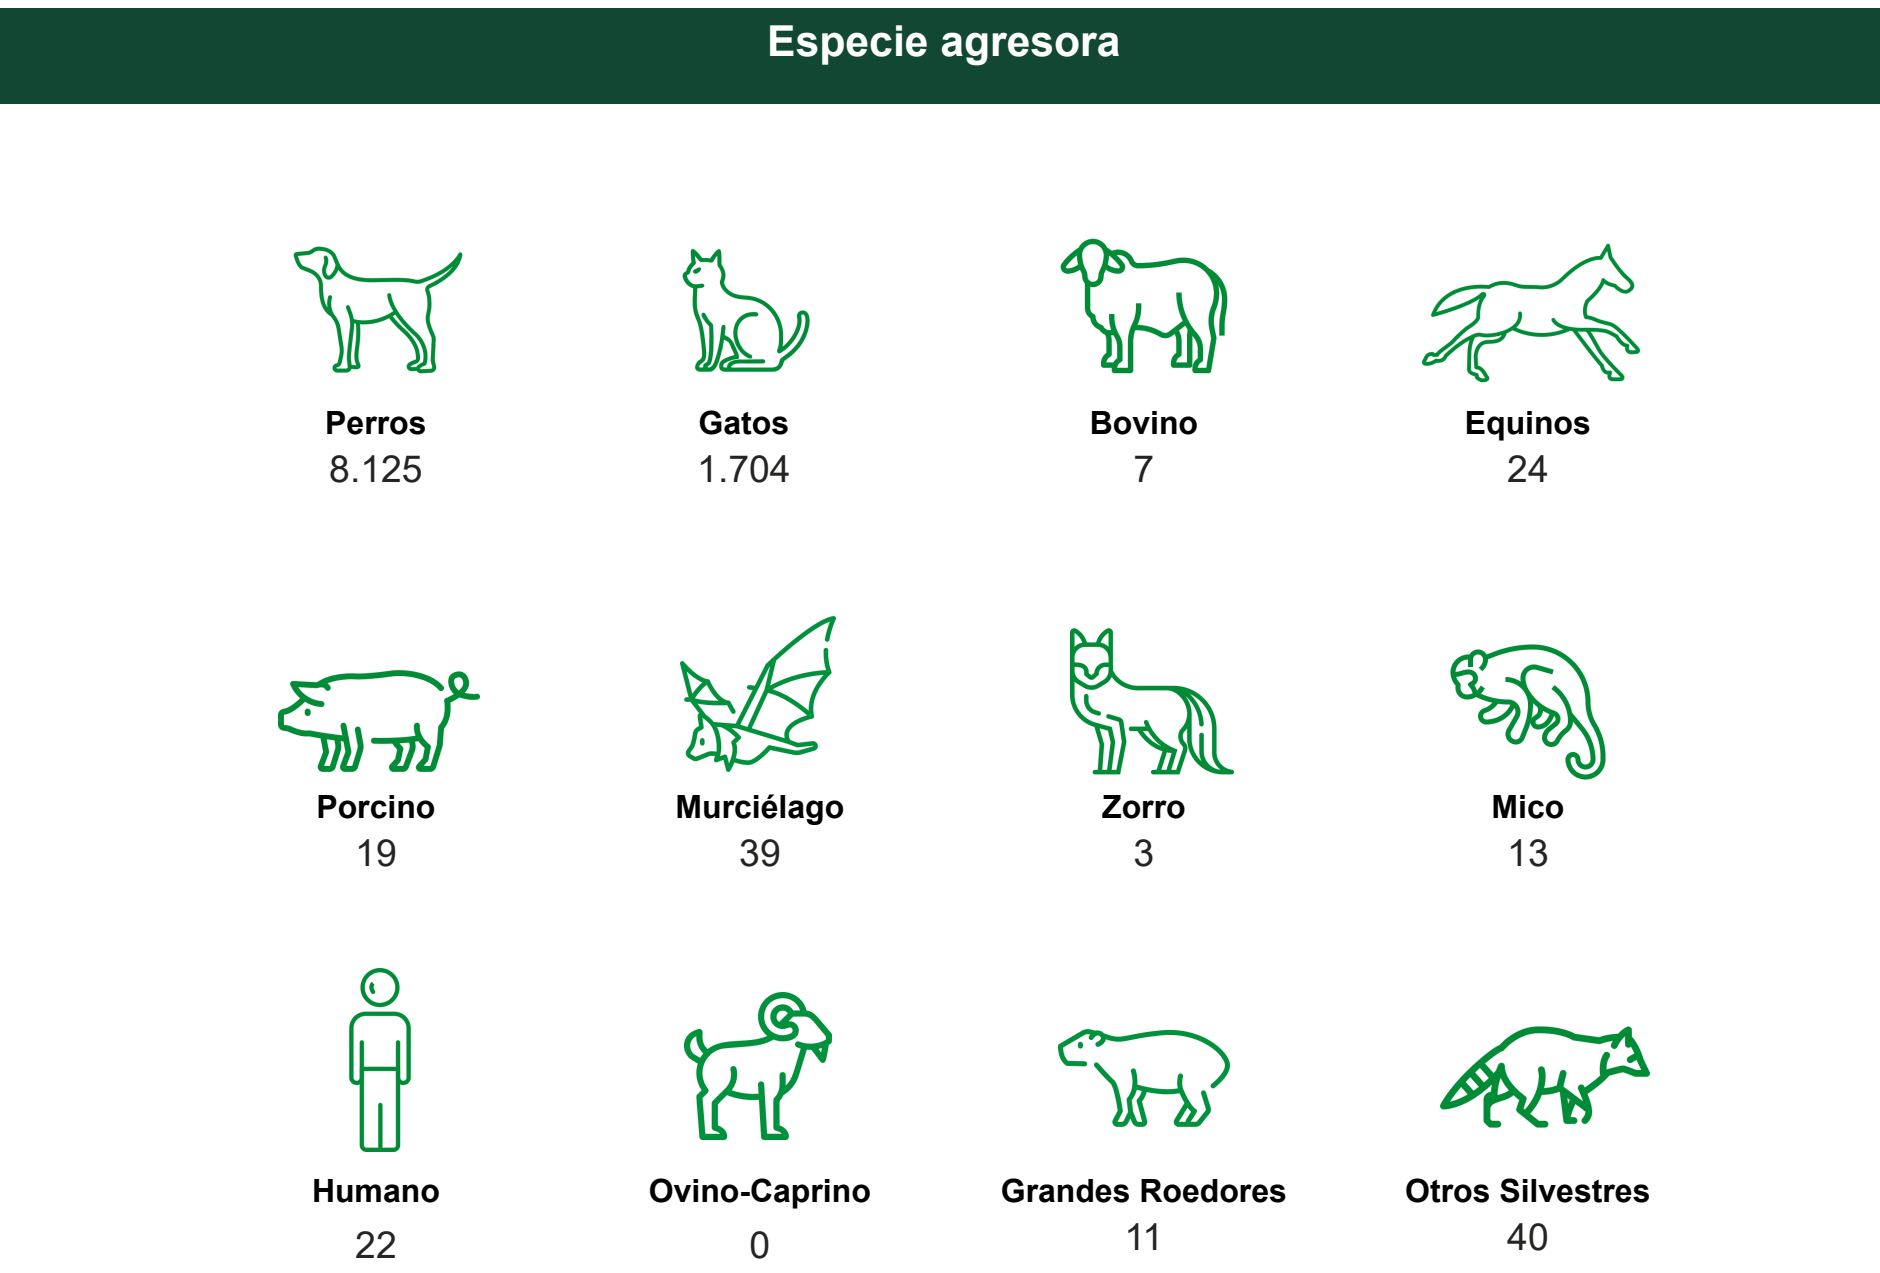 Especie agresora
Perros
8.125
Gatos
1.704
Bovino
7
Equinos
24
Porcino
19
Murciélago
39
Zorro
3
Mico
13
Humano
22
Ovino-Caprino
0
Grandes Roedores
11
Otros Silvestres
40